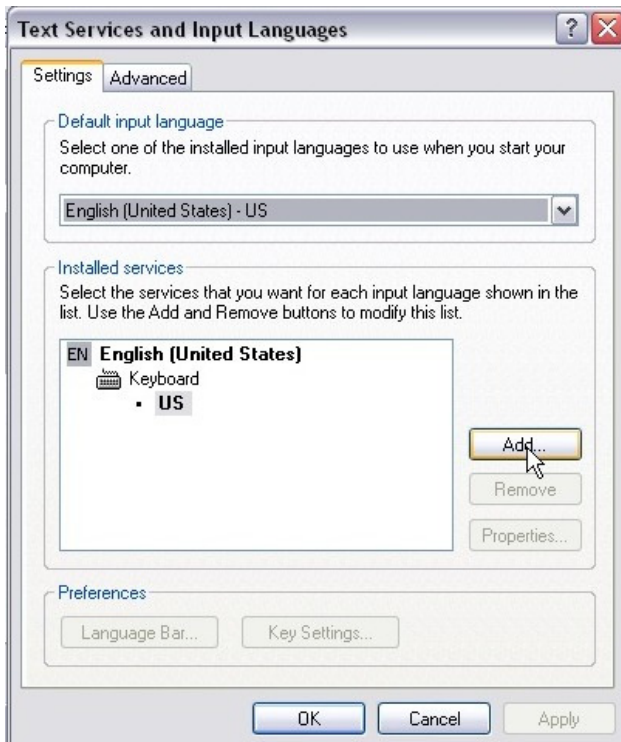 Text Services and Input Languages
Settings
Advanced
Default input language
Select one of the installed input languages to use when you start your
computer.
English (United States) - US
Installed services
Select the services that you want for each input language shown in the
list. Use the Add and Remove buttons to modify this list.
EN English (United States)
Keyboard
• US
Add...
Remove
Properties...
Preferences
Language Bar...
Key Settings...
OK
Cancel
Apply